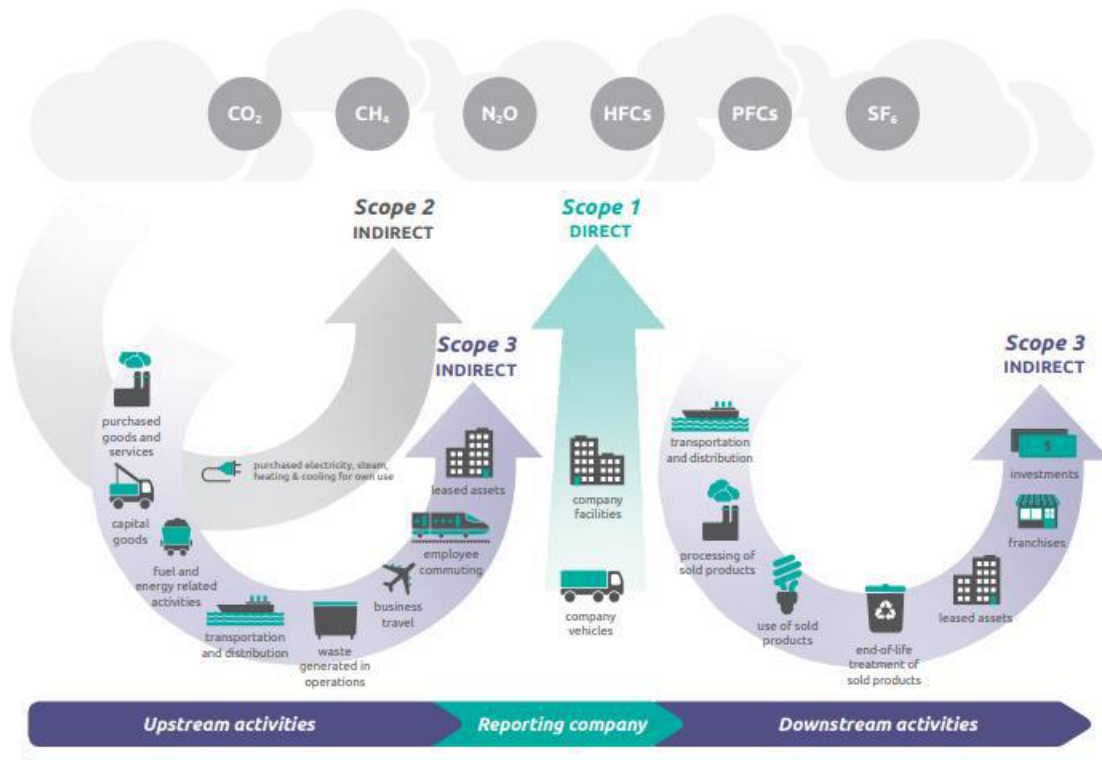 CO₂ CH₄ N₂O HFCs PFCs SF₆
Scope 2
INDIRECT
Scope 1
DIRECT
Scope 3
INDIRECT
Scope 3
INDIRECT
purchased
goods and
services
capital
goods
fuel and
energy related
activities
purchased electricity, steam,
heating & cooling for own use
transportation
and distribution
waste
generated in
operations
business
travel
employee
commuting
leased assets
company
facilities
company
vehicles
transportation
and distribution
processing of
sold products
use of sold
products
end-of-life
treatment of
sold products
leased assets
franchises
$
investments
Upstream activities
Reporting company
Downstream activities